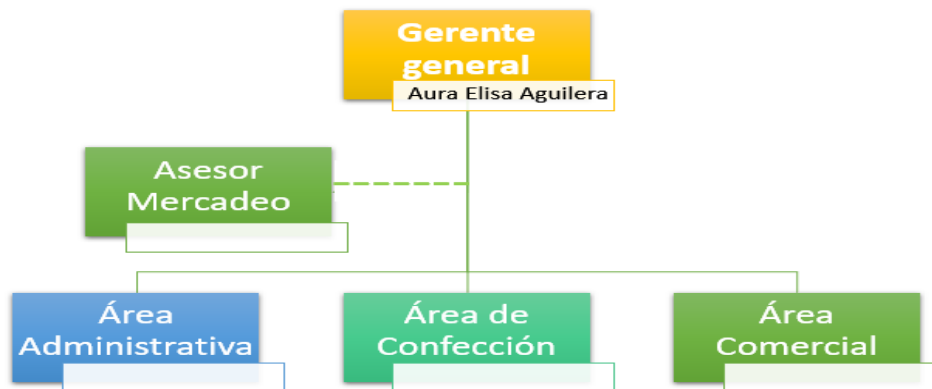 Gerente
general
Aura Elisa Aguilera
Asesor
Mercadeo
Área
Administrativa
Área de
Confección
Área
Comercial